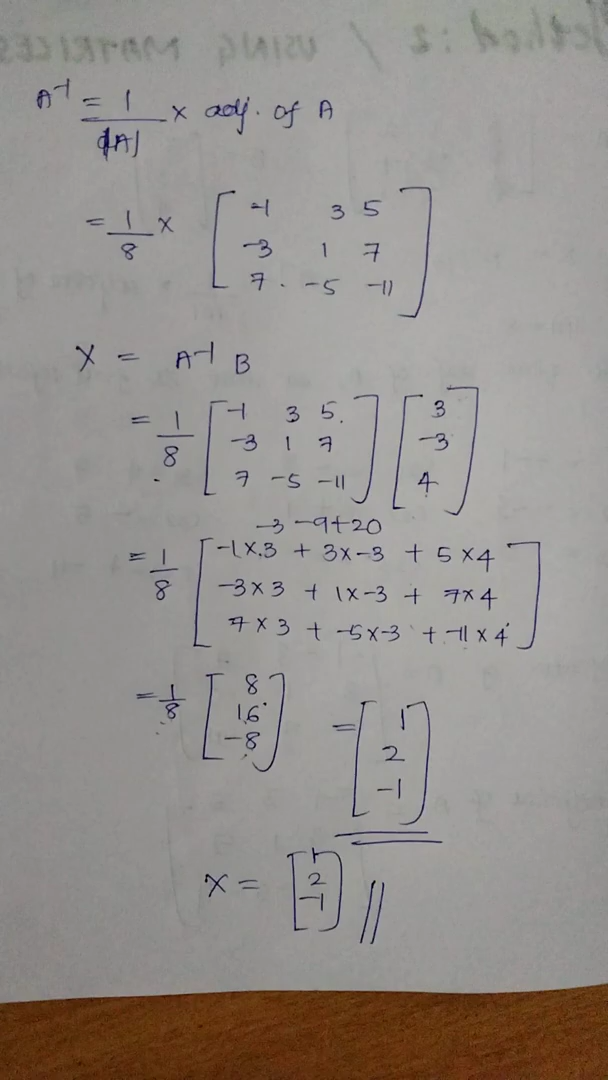 A⁻¹ = 1/|A| × adj. of A
= 1/8 × [-1 3 5
-3 1 7
7 -5 -11]
X = A⁻¹ B
= 1/8 [-1 3 5
-3 1 7
7 -5 -11] [3
-3
4]
-3 -9+20
= 1/8 [-1×3 + 3×-3 + 5×4
-3×3 + 1×-3 + 7×4
7×3 + -5×-3 + -11×4]
= 1/8 [8
16
-8] = [1
2
-1]
X = [1
2
-1] //